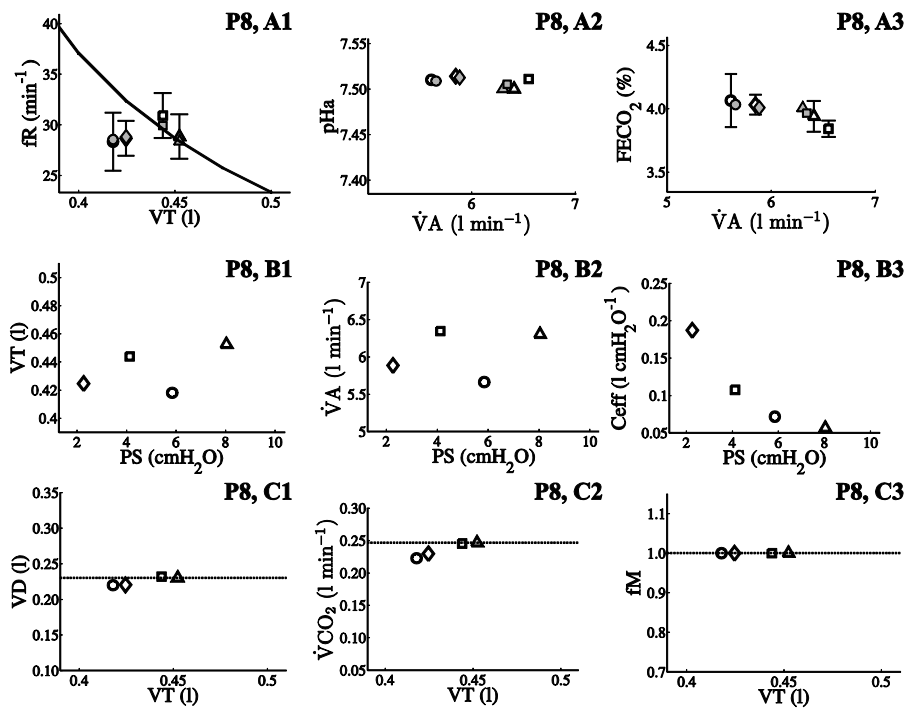 P8, A1
40
35
30
25
fR (min⁻¹)
0.4
0.45
0.5
VT (l)
P8, A2
7.55
7.50
7.45
7.40
pHa
6
7
V̇A (l min⁻¹)
P8, A3
4.5
4.0
3.5
FECO₂ (%)
5
6
7
V̇A (l min⁻¹)
P8, B1
0.5
0.48
0.46
0.44
0.42
0.4
VT (l)
2
4
6
8
10
PS (cmH₂O)
P8, B2
7
6.5
6
5.5
5
V̇A (l min⁻¹)
2
4
6
8
10
PS (cmH₂O)
P8, B3
0.25
0.2
0.15
0.1
0.05
Ceff (l cmH₂O⁻¹)
2
4
6
8
10
PS (cmH₂O)
P8, C1
0.35
0.30
0.25
0.20
0.15
0.10
VD (l)
0.4
0.45
0.5
VT (l)
P8, C2
0.30
0.25
0.20
0.15
0.10
0.05
V̇CO₂ (l min⁻¹)
0.4
0.45
0.5
VT (l)
P8, C3
1.1
1.0
0.9
0.8
0.7
fM
0.4
0.45
0.5
VT (l)